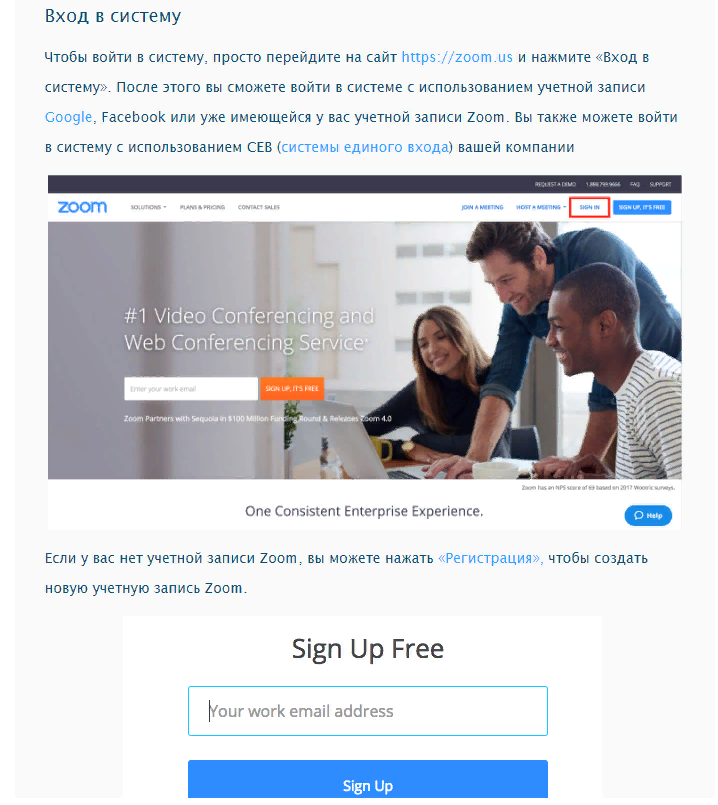 Вход в систему
Чтобы войти в систему, просто перейдите на сайт https://zoom.us и нажмите «Вход в
систему». После этого вы сможете войти в системе с использованием учетной записи
Google, Facebook или уже имеющейся у вас учетной записи Zoom. Вы также можете войти
в систему с использованием СЕВ (системы единого входа) вашей компании
REQUEST A DEMO 1.888.799.9666 FAQ SUPPORT
zoom SOLUTIONS PLANS & PRICING CONTACT SALES JOIN A MEETING HOST A MEETING SIGN IN SIGN UP, IT'S FREE
#1 Video Conferencing and
Web Conferencing Service*
Enter your work email SIGN UP, IT'S FREE
Zoom Partners with Sequoia in $100 Million Funding Round & Releases Zoom 4.0
Zoom has an NPS score of 69 based on 2017 Wootric surveys.
One Consistent Enterprise Experience.
Help
Если у вас нет учетной записи Zoom, вы можете нажать «Регистрация», чтобы создать
новую учетную запись Zoom.
Sign Up Free
Your work email address
Sign Up